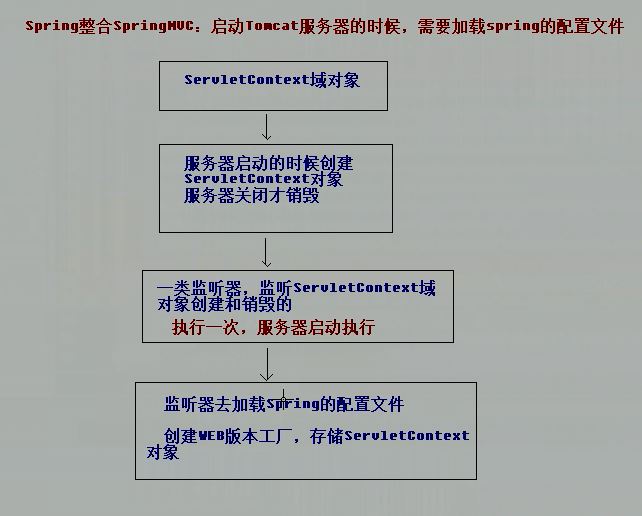 Spring整合SpringMVC：启动Tomcat服务器的时候，需要加载spring的配置文件
ServletContext域对象
服务器启动的时候创建
ServletContext对象
服务器关闭才销毁
一类监听器，监听ServletContext域
对象创建和销毁的
执行一次，服务器启动执行
监听器去加载Spring的配置文件
创建WEB版本工厂，存储ServletContext
对象